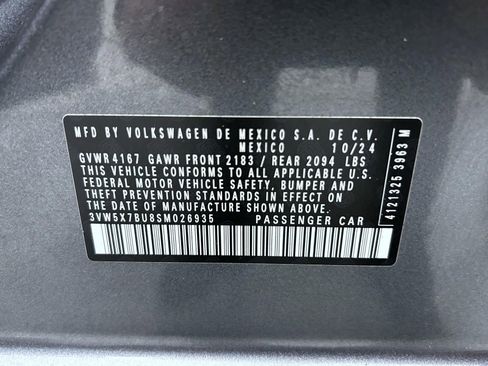 MFD BY VOLKSWAGEN DE MEXICO S.A. DE C.V.
MEXICO 10/24
GVWR 4167 GAWR FRONT 2183 / REAR 2094 LBS
THIS VEHICLE CONFORMS TO ALL APPLICABLE U.S.
FEDERAL MOTOR VEHICLE SAFETY, BUMPER AND
THEFT PREVENTION STANDARDS IN EFFECT ON
THE DATE OF MANUFACTURE SHOWN ABOVE.
3VW5X7BU8SM026935 PASSENGER CAR
4121325 3963 M